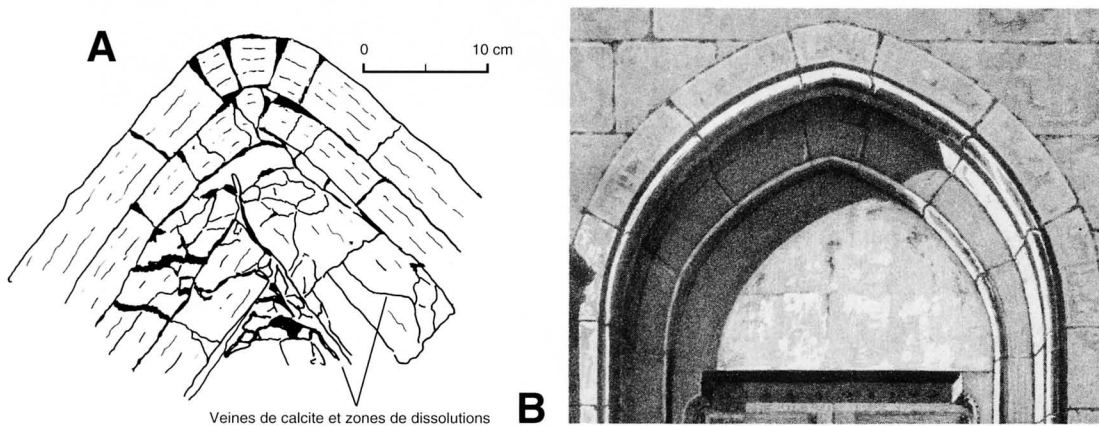 A
0 10 cm
Veines de calcite et zones de dissolutions
B